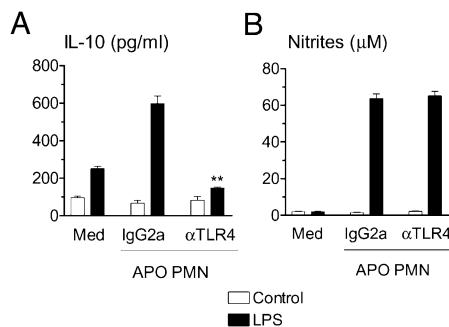 A
B
IL-10 (pg/ml)
Nitrites (μM)
800
600
400
200
0
**
Med
IgG2a
αTLR4
APO PMN
80
60
40
20
0
Med
IgG2a
αTLR4
APO PMN
Control
LPS